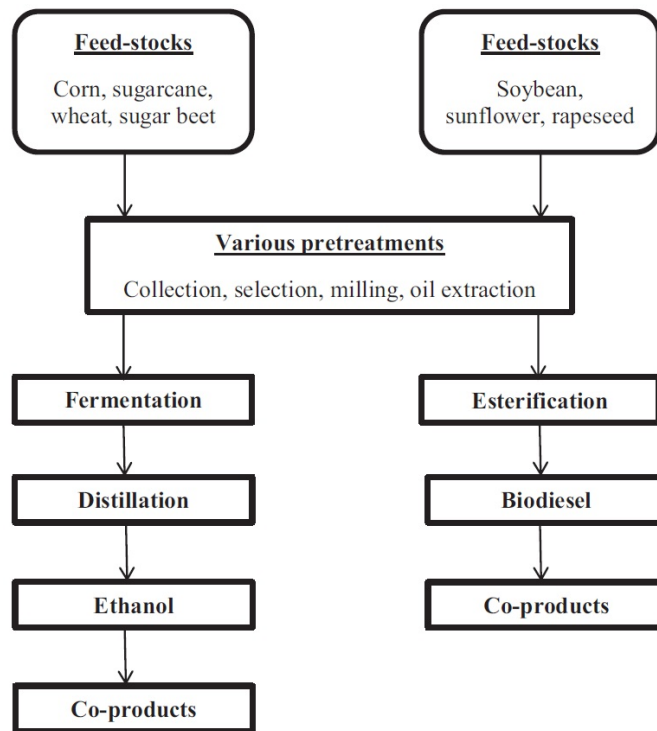 Feed-stocks
Corn, sugarcane,
wheat, sugar beet
Feed-stocks
Soybean,
sunflower, rapeseed
Various pretreatments
Collection, selection, milling, oil extraction
Fermentation
Esterification
Distillation
Biodiesel
Ethanol
Co-products
Co-products